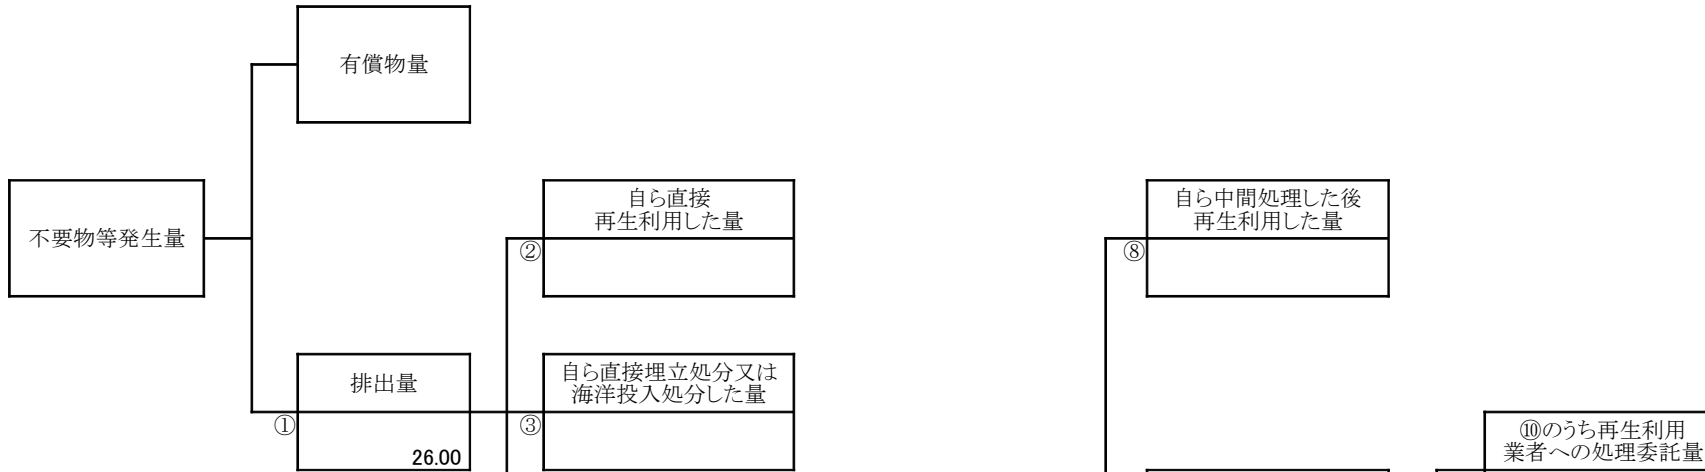 有償物量
不要物等発生量
自ら直接
再生利用した量
②
自ら中間処理した後
再生利用した量
⑧
排出量
①
26.00
自ら直接埋立処分又は
海洋投入処分した量
③
⑩のうち再生利用
業者への処理委託量